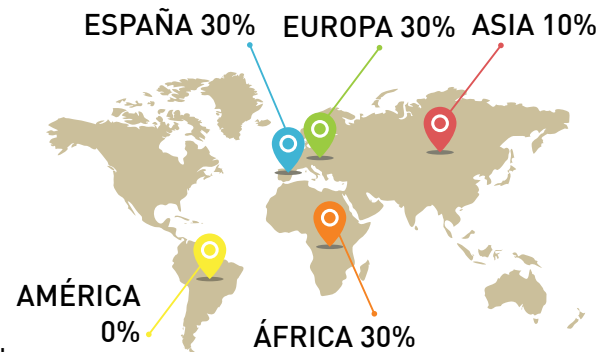 ESPAÑA 30%
EUROPA 30%
ASIA 10%
AMÉRICA
0%
ÁFRICA 30%